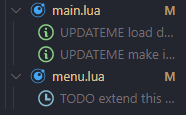 main.lua
UPDATEME load d...
UPDATEME make i...
menu.lua
TODO extend this ...